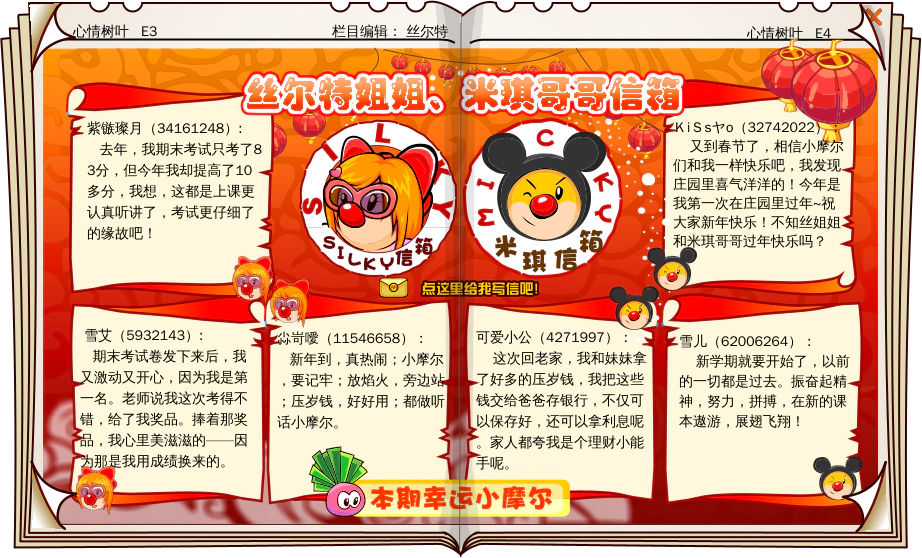 心情树叶 E3
栏目编辑： 丝尔特
心情树叶 E4
丝尔特姐姐、米琪哥哥信箱
紫镞璨月（34161248）:
去年，我期末考试只考了8
3分，但今年我却提高了10
多分，我想，这都是上课更
认真听讲了，考试更仔细了
的缘故吧！
SILKY
SILKY信箱
MICKY
米琪信箱
KiSsヤo（32742022）
又到春节了，相信小摩尔
们和我一样快乐吧，我发现
庄园里喜气洋洋的！今年是
我第一次在庄园里过年~祝
大家新年快乐！不知丝姐姐
和米琪哥哥过年快乐吗？
点这里给我写信吧!
雪艾（5932143）:
期末考试卷发下来后，我
又激动又开心，因为我是第
一名。老师说我这次考得不
错，给了我奖品。捧着那奖
品，我心里美滋滋的——因
为那是我用成绩换来的。
（11546658）:
新年到，真热闹；小摩尔
，要记牢；放焰火，旁边站
；压岁钱，好好用；都做听
话小摩尔。
可爱小公（4271997）:
这次回老家，我和妹妹拿
了好多的压岁钱，我把这些
钱交给爸爸存银行，不仅可
以保存好，还可以拿利息呢
。家人都夸我是个理财小能
手呢。
雪儿（62006264）:
新学期就要开始了，以前
的一切都是过去。振奋起精
神，努力，拼搏，在新的课
本遨游，展翅飞翔！
本期幸运小摩尔